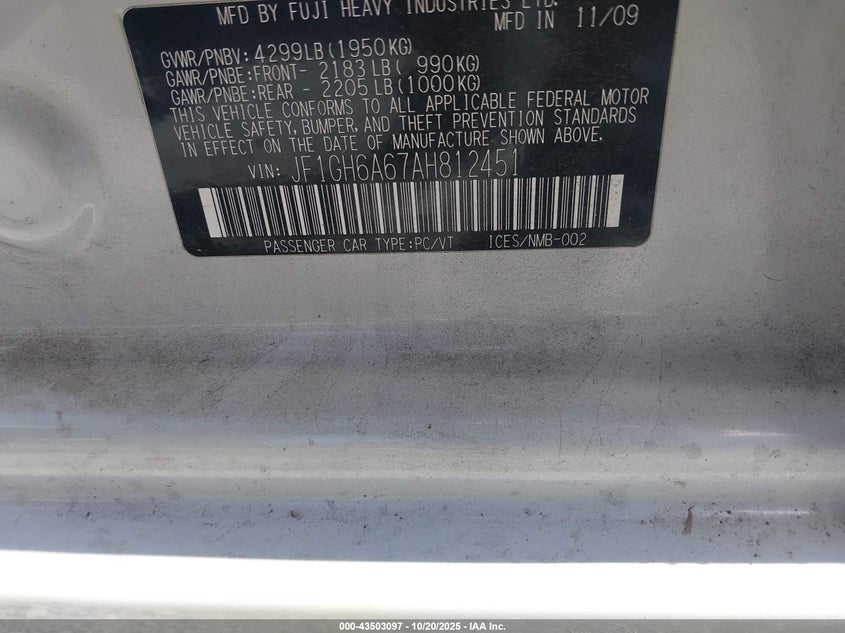 MFD BY FUJI HEAVY INDUSTRIES LTD.
MFD IN 11/09
GVWR/PNBV: 4299LB(1950KG)
GAWR/PNBE:FRONT- 2183LB( 990KG)
GAWR/PNBE:REAR - 2205LB(1000KG)
THIS VEHICLE CONFORMS TO ALL APPLICABLE FEDERAL MOTOR
VEHICLE SAFETY, BUMPER, AND THEFT PREVENTION STANDARDS
IN EFFECT ON THE DATE OF MANUFACTURE SHOWN ABOVE.
VIN: JF1GH6A67AH812451
PASSENGER CAR TYPE:PC/VT ICES/NMB-002
000-43503097 - 10/20/2025 - IAA Inc.